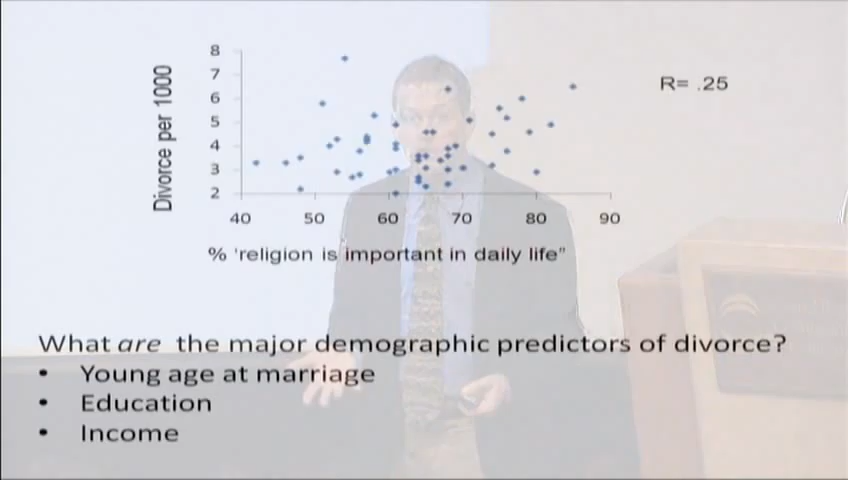 8
7
6
5
4
3
2
Divorce per 1000
R= .25
40 50 60 70 80 90
% 'religion is important in daily life"
What are the major demographic predictors of divorce?
• Young age at marriage
• Education
• Income